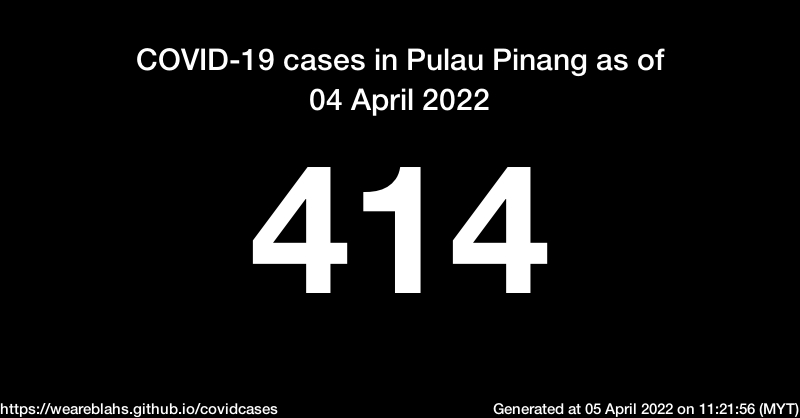 COVID-19 cases in Pulau Pinang as of
04 April 2022
414
https://weareblahs.github.io/covidcases
Generated at 05 April 2022 on 11:21:56 (MYT)